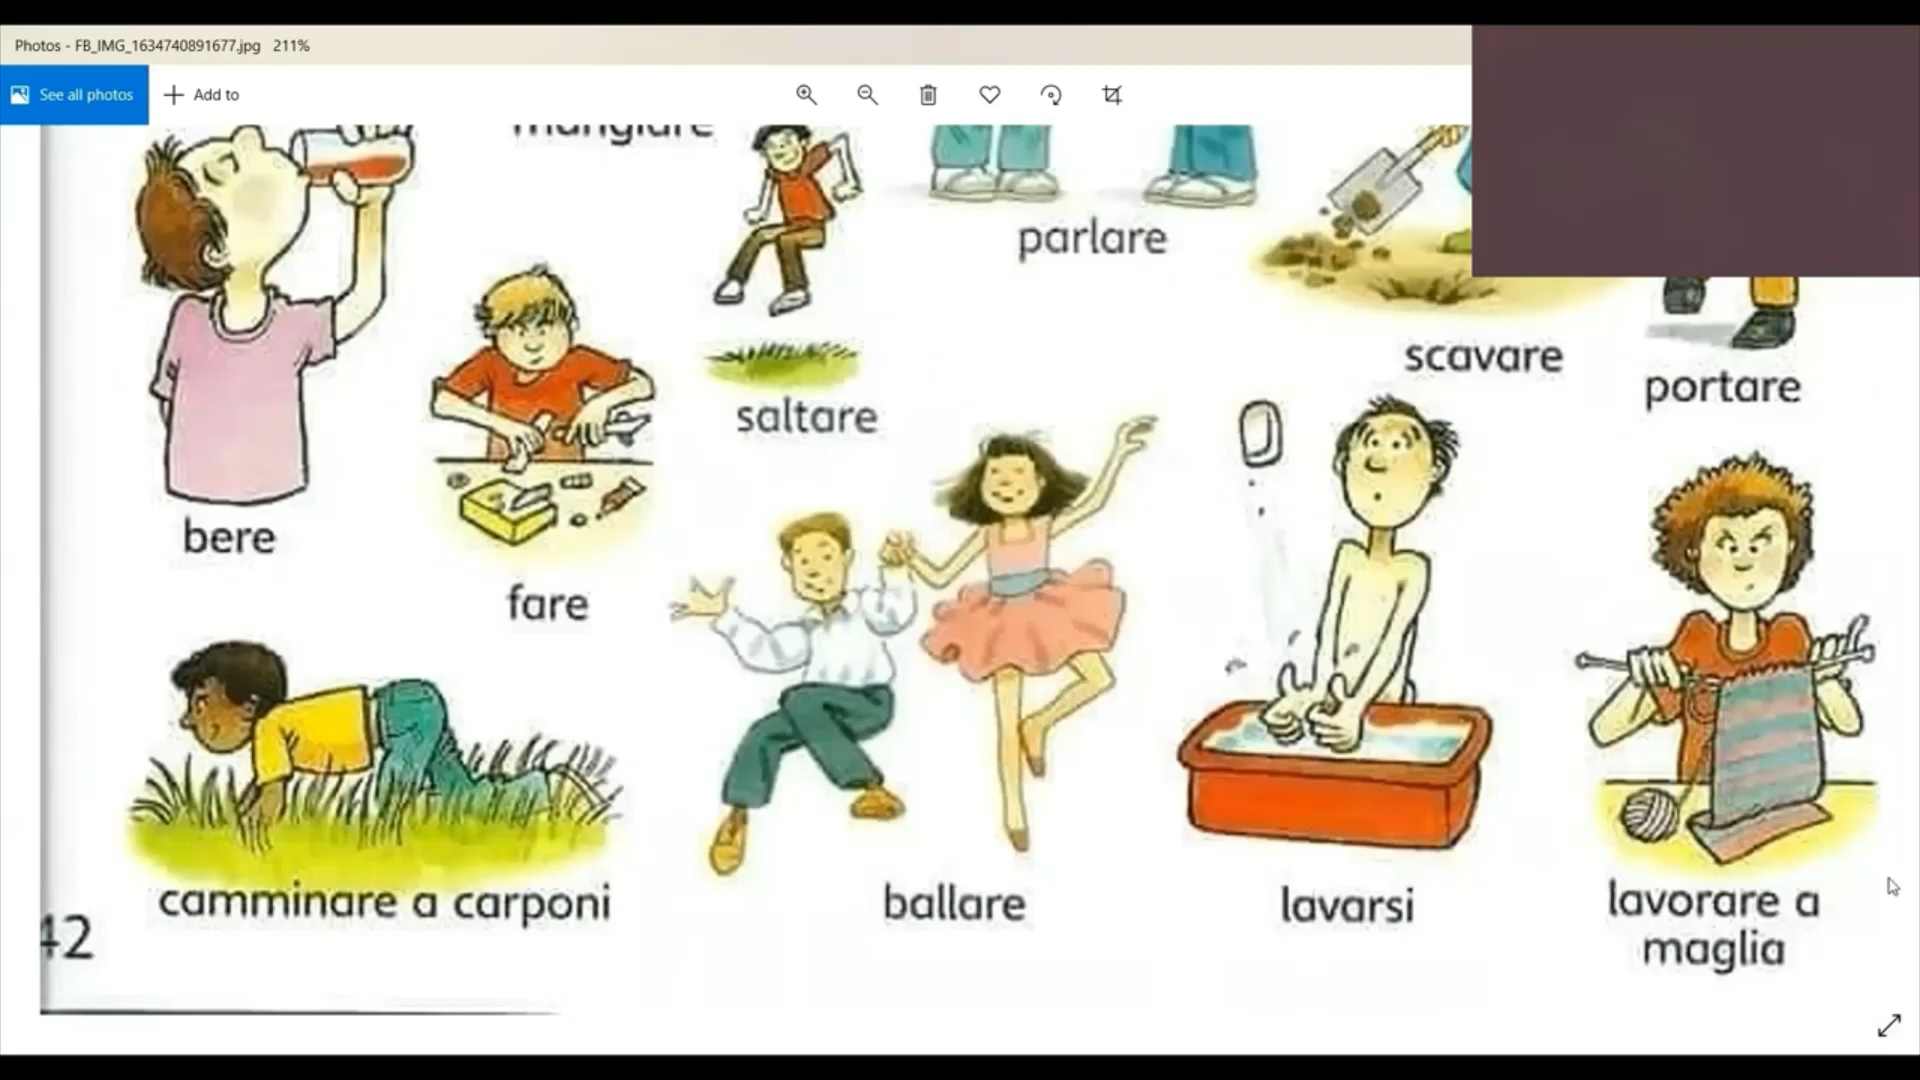 Photos - FB_IMG_1634740891677.jpg 211%
See all photos
Add to
mangiare
parlare
scavare
portare
saltare
bere
fare
camminare a carponi
ballare
lavarsi
lavorare a
maglia
42